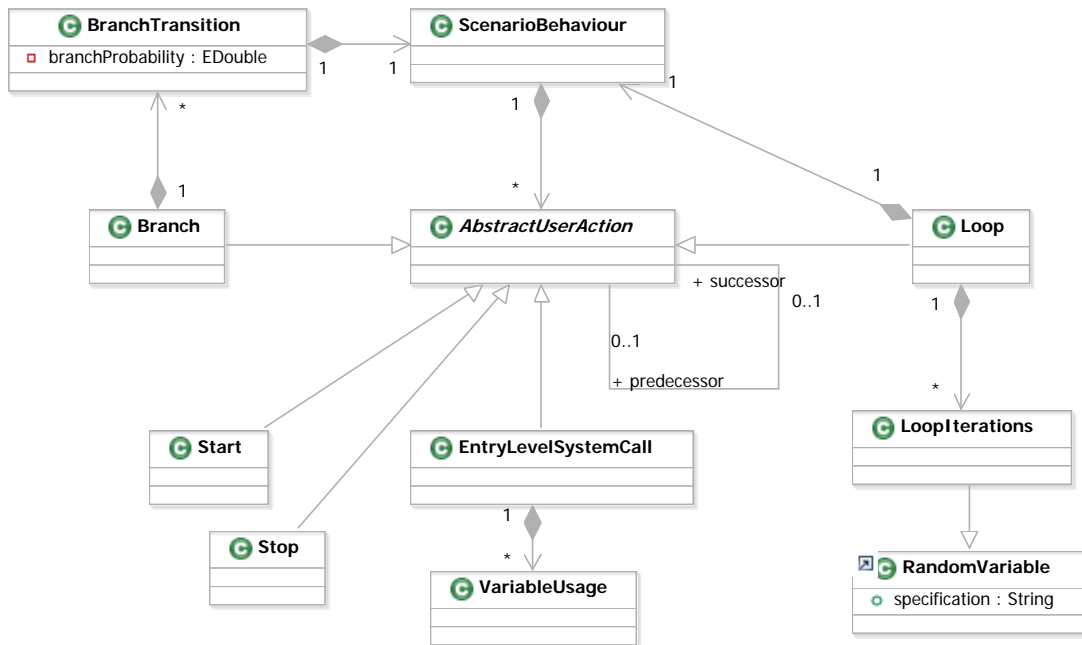 BranchTransition
branchProbability : EDouble
ScenarioBehaviour
1
1
1
1
*
1
*
1
Branch
AbstractUserAction
Loop
+ successor
0..1
1
0..1
+ predecessor
*
LoopIterations
Start
EntryLevelSystemCall
1
Stop
*
RandomVariable
VariableUsage
specification : String